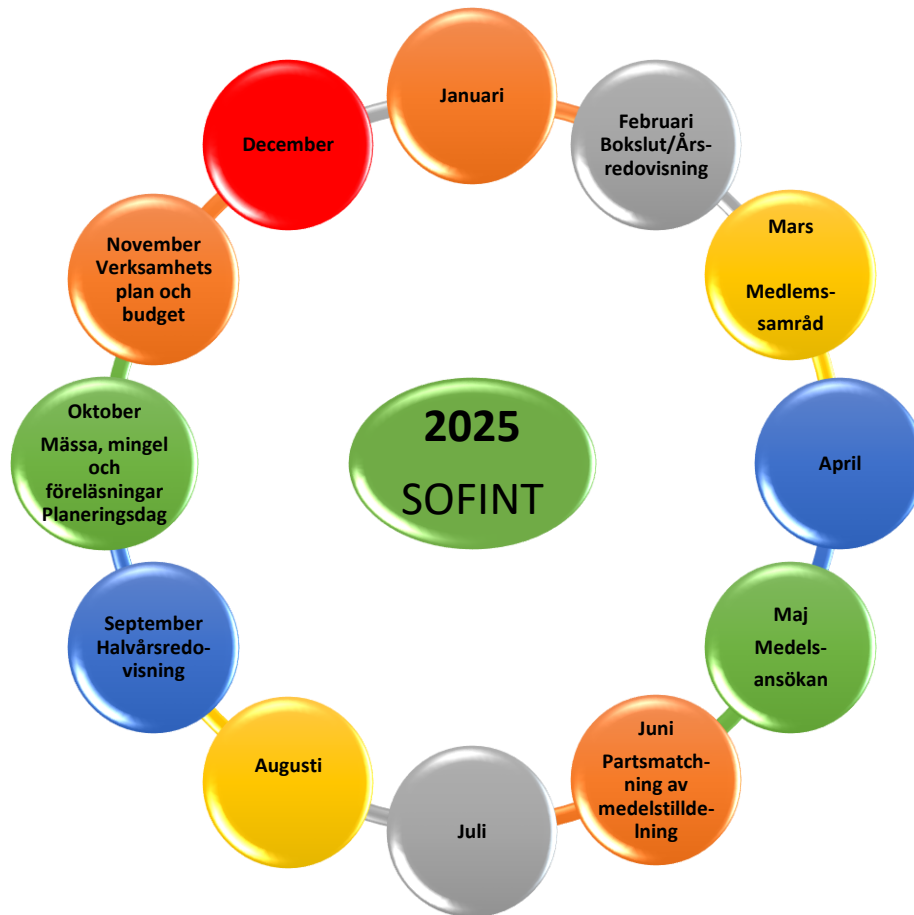 Januari
Februari
Bokslut/Års-
redovisning
Mars
Medlems-
samråd
April
Maj
Medels-
ansökan
Juni
Partsmatch-
ning av
medelstillde-
lning
Juli
Augusti
September
Halvårsredo-
visning
Oktober
Mässa, mingel
och
föreläsningar
Planeringsdag
November
Verksamhets
plan och
budget
December
2025
SOFINT